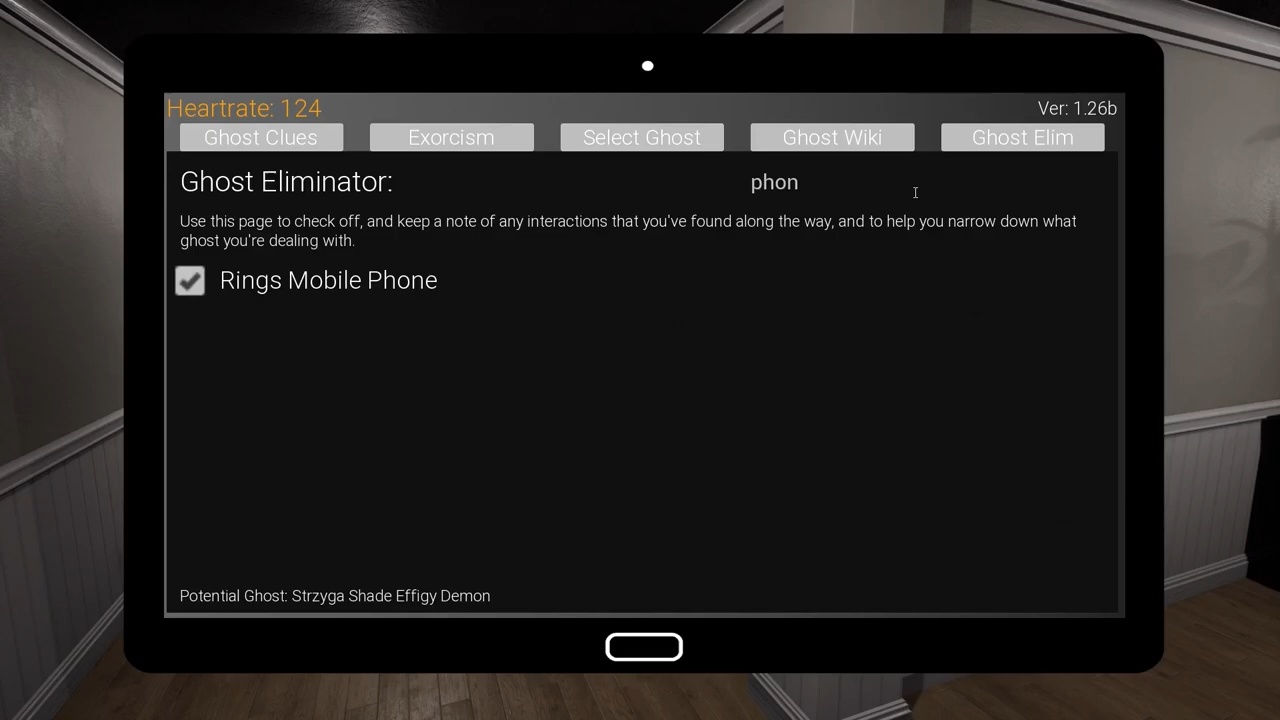 Heartrate: 124
Ver: 1.26b
Ghost Clues
Exorcism
Select Ghost
Ghost Wiki
Ghost Elim
Ghost Eliminator:
phon
Use this page to check off, and keep a note of any interactions that you've found along the way, and to help you narrow down what
ghost you're dealing with.
Rings Mobile Phone
Potential Ghost: Strzyga Shade Effigy Demon